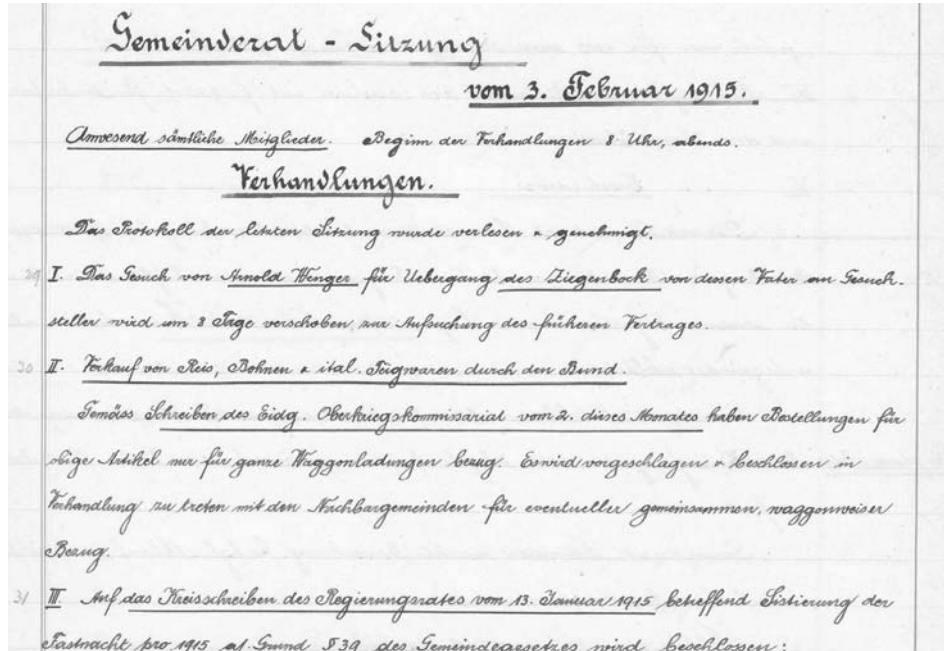 Gemeinderat - Sitzung
vom 3. Februar 1915.
Anwesend sämtliche Mitglieder. Beginn der Verhandlungen 8 Uhr, abends.
Verhandlungen.
Das Protokoll der letzten Sitzung wurde verlesen & genehmigt.
29 I. Das Gesuch von Arnold Wenger für Uebergang des Ziegenbock von dessen Vater an Gesuch-
steller wird um 8 Tage verschoben zur Aufsuchung des früheren Vertrages.
30 II. Verkauf von Reis, Bohnen & ital. Teigwaren durch den Bund.
Gemäss Schreiben des Eidg. Oberkriegskommissariat vom 2. dieses Monates haben Bestellungen für
obige Artikel nur für ganze Waggonladungen bezug. Es wird vorgeschlagen & beschlossen in
Verhandlung zu treten mit den Nachbargemeinden für eventueller gemeinsammen, waggonweiser
Bezug.
31 III. Auf das Kreisschreiben des Regierungsrates vom 13. Januar 1915 betreffend Sistierung der
Fastnacht pro 1915 af. Grund § 39 des Gemeindegesetzes wird beschlossen: